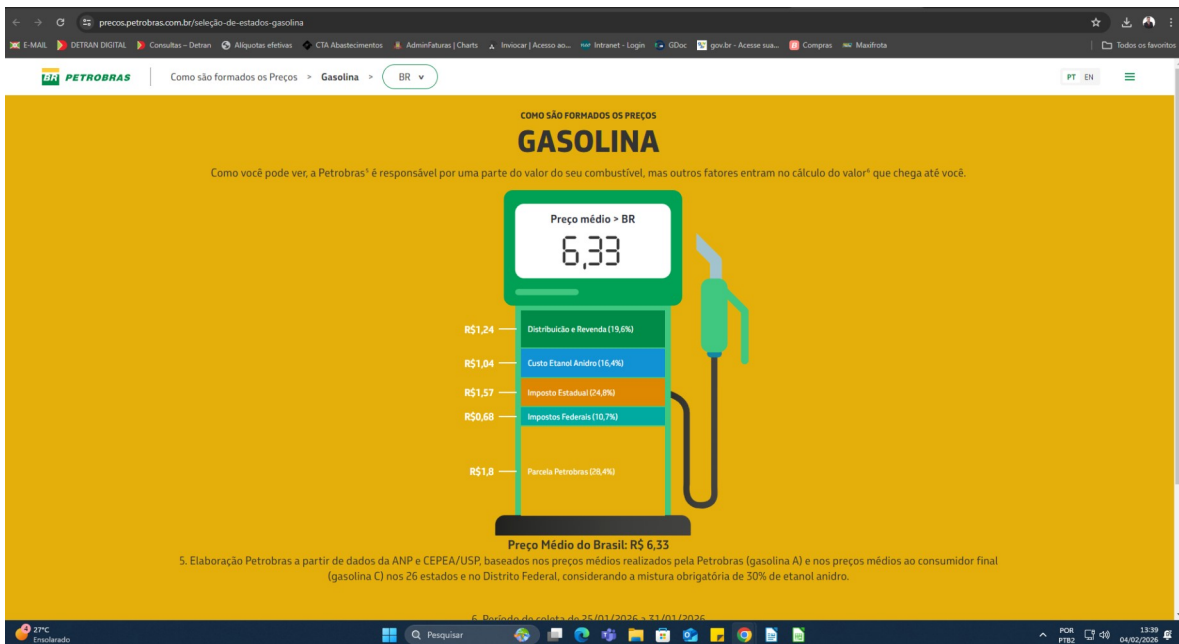 precos.petrobras.com.br/seleção-de-estados-gasolina
E-MAIL DETRAN DIGITAL Consultas – Detran Alíquotas efetivas CTA Abastecimentos AdminFaturas | Charts Inviocar | Acesso ao... Intranet - Login GDoc gov.br - Acesse sua... Compras Maxifrota Todos os favoritos
BR PETROBRAS Como são formados os Preços > Gasolina > BR PT EN
COMO SÃO FORMADOS OS PREÇOS
GASOLINA
Como você pode ver, a Petrobras⁵ é responsável por uma parte do valor do seu combustível, mas outros fatores entram no cálculo do valor⁶ que chega até você.
Preço médio > BR
6,33
R$1,24 Distribuicão e Revenda (19,6%)
R$1,04 Custo Etanol Anidro (16,4%)
R$1,57 Imposto Estadual (24,8%)
R$0,68 Impostos Federais (10,7%)
R$1,8 Parcela Petrobras (28,4%)
Preço Médio do Brasil: R$ 6,33
5. Elaboração Petrobras a partir de dados da ANP e CEPEA/USP, baseados nos preços médios realizados pela Petrobras (gasolina A) e nos preços médios ao consumidor final
(gasolina C) nos 26 estados e no Distrito Federal, considerando a mistura obrigatória de 30% de etanol anidro.
6. Período de coleta de 25/01/2026 a 31/01/2026
27°C
Ensolarado
Pesquisar
POR
PTB2
13:39
04/02/2026